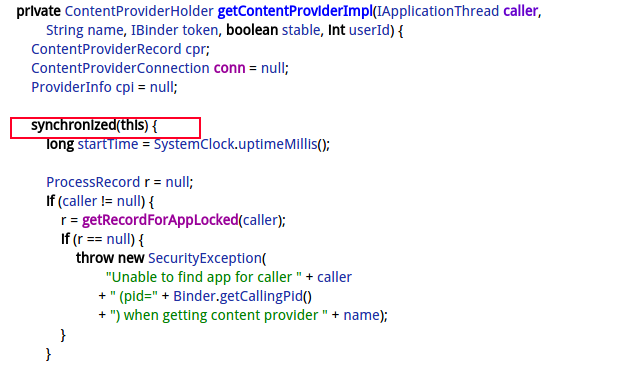 private ContentProviderHolder getContentProviderImpl(IApplicationThread caller,
String name, IBinder token, boolean stable, int userId) {
ContentProviderRecord cpr;
ContentProviderConnection conn = null;
ProviderInfo cpi = null;
synchronized(this) {
long startTime = SystemClock.uptimeMillis();
ProcessRecord r = null;
if (caller != null) {
r = getRecordForAppLocked(caller);
if (r == null) {
throw new SecurityException(
"Unable to find app for caller " + caller
+ " (pid=" + Binder.getCallingPid()
+ ") when getting content provider " + name);
}
}